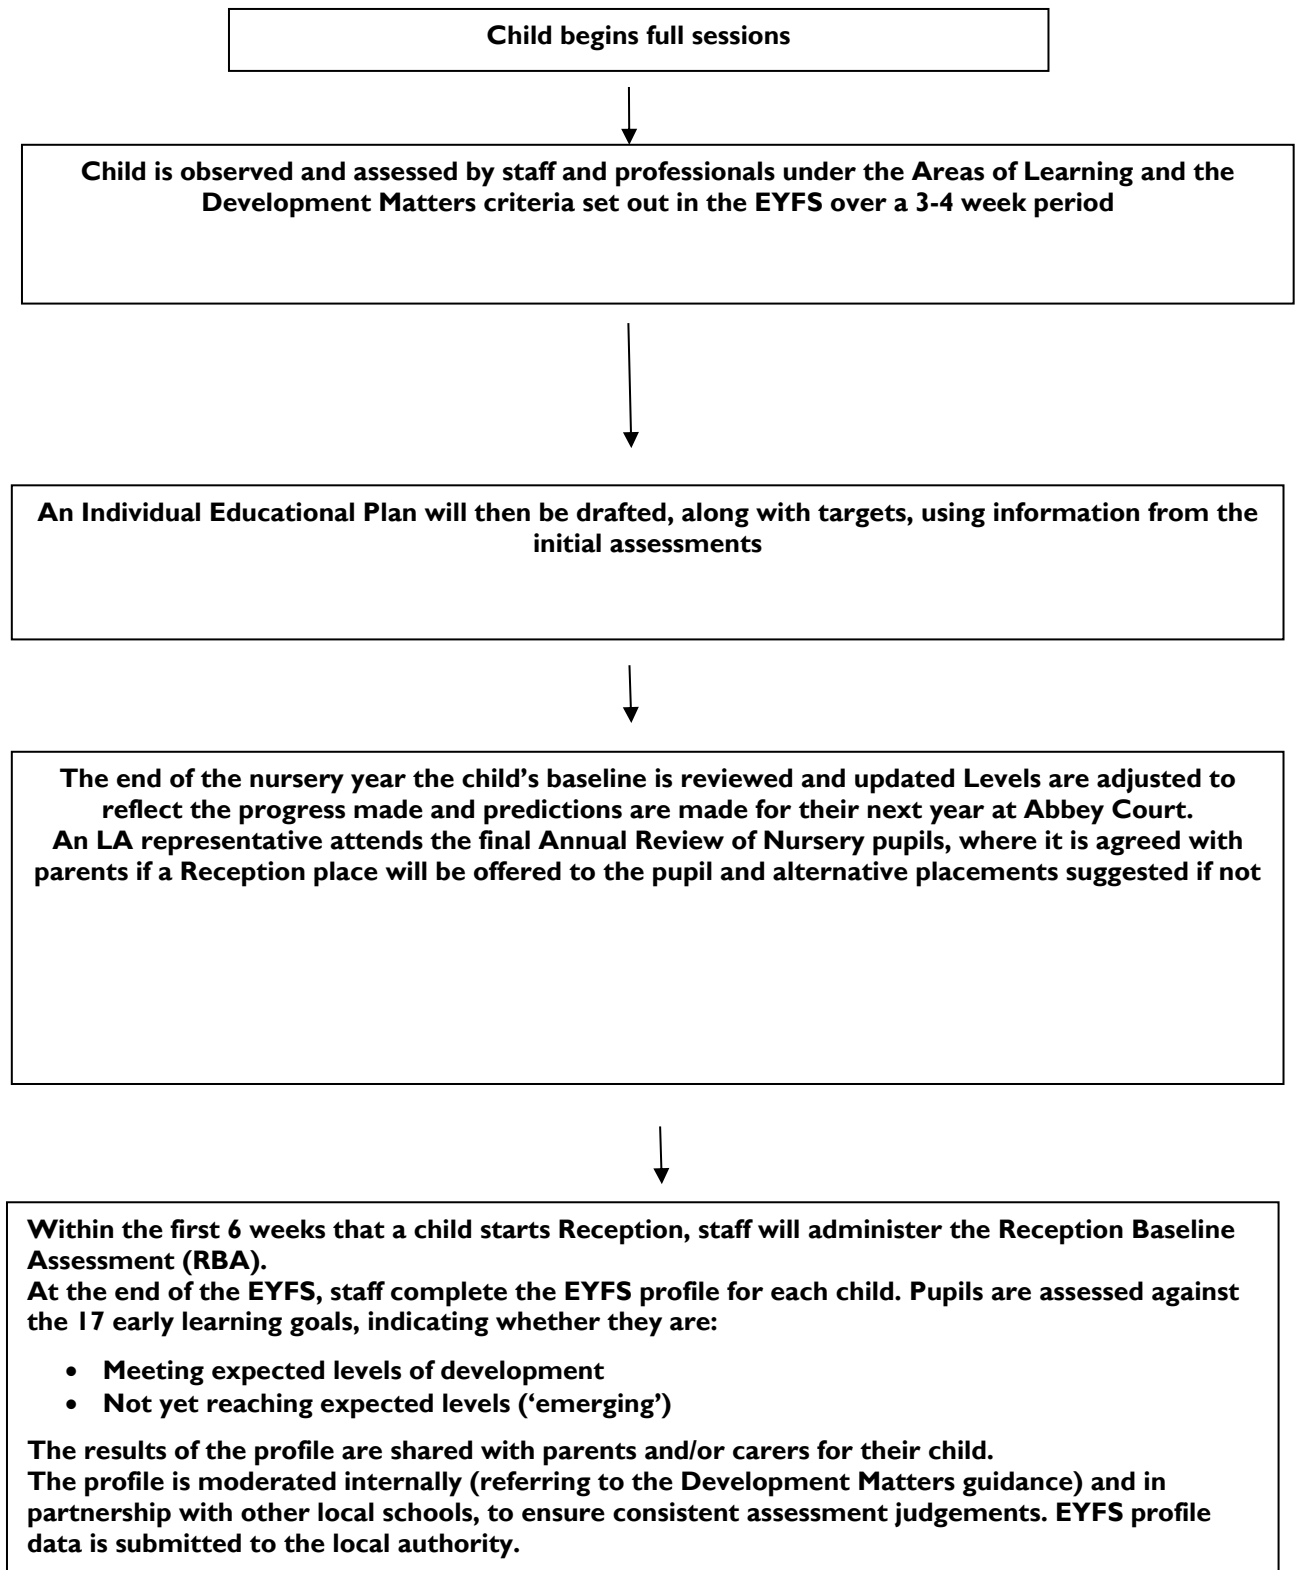 Child begins full sessions
Child is observed and assessed by staff and professionals under the Areas of Learning and the
Development Matters criteria set out in the EYFS over a 3-4 week period
An Individual Educational Plan will then be drafted, along with targets, using information from the
initial assessments
The end of the nursery year the child's baseline is reviewed and updated Levels are adjusted to
reflect the progress made and predictions are made for their next year at Abbey Court.
An LA representative attends the final Annual Review of Nursery pupils, where it is agreed with
parents if a Reception place will be offered to the pupil and alternative placements suggested if not
Within the first 6 weeks that a child starts Reception, staff will administer the Reception Baseline
Assessment (RBA).
At the end of the EYFS, staff complete the EYFS profile for each child. Pupils are assessed against
the 17 early learning goals, indicating whether they are:
• Meeting expected levels of development
• Not yet reaching expected levels (‘emerging’)
The results of the profile are shared with parents and/or carers for their child.
The profile is moderated internally (referring to the Development Matters guidance) and in
partnership with other local schools, to ensure consistent assessment judgements. EYFS profile
data is submitted to the local authority.